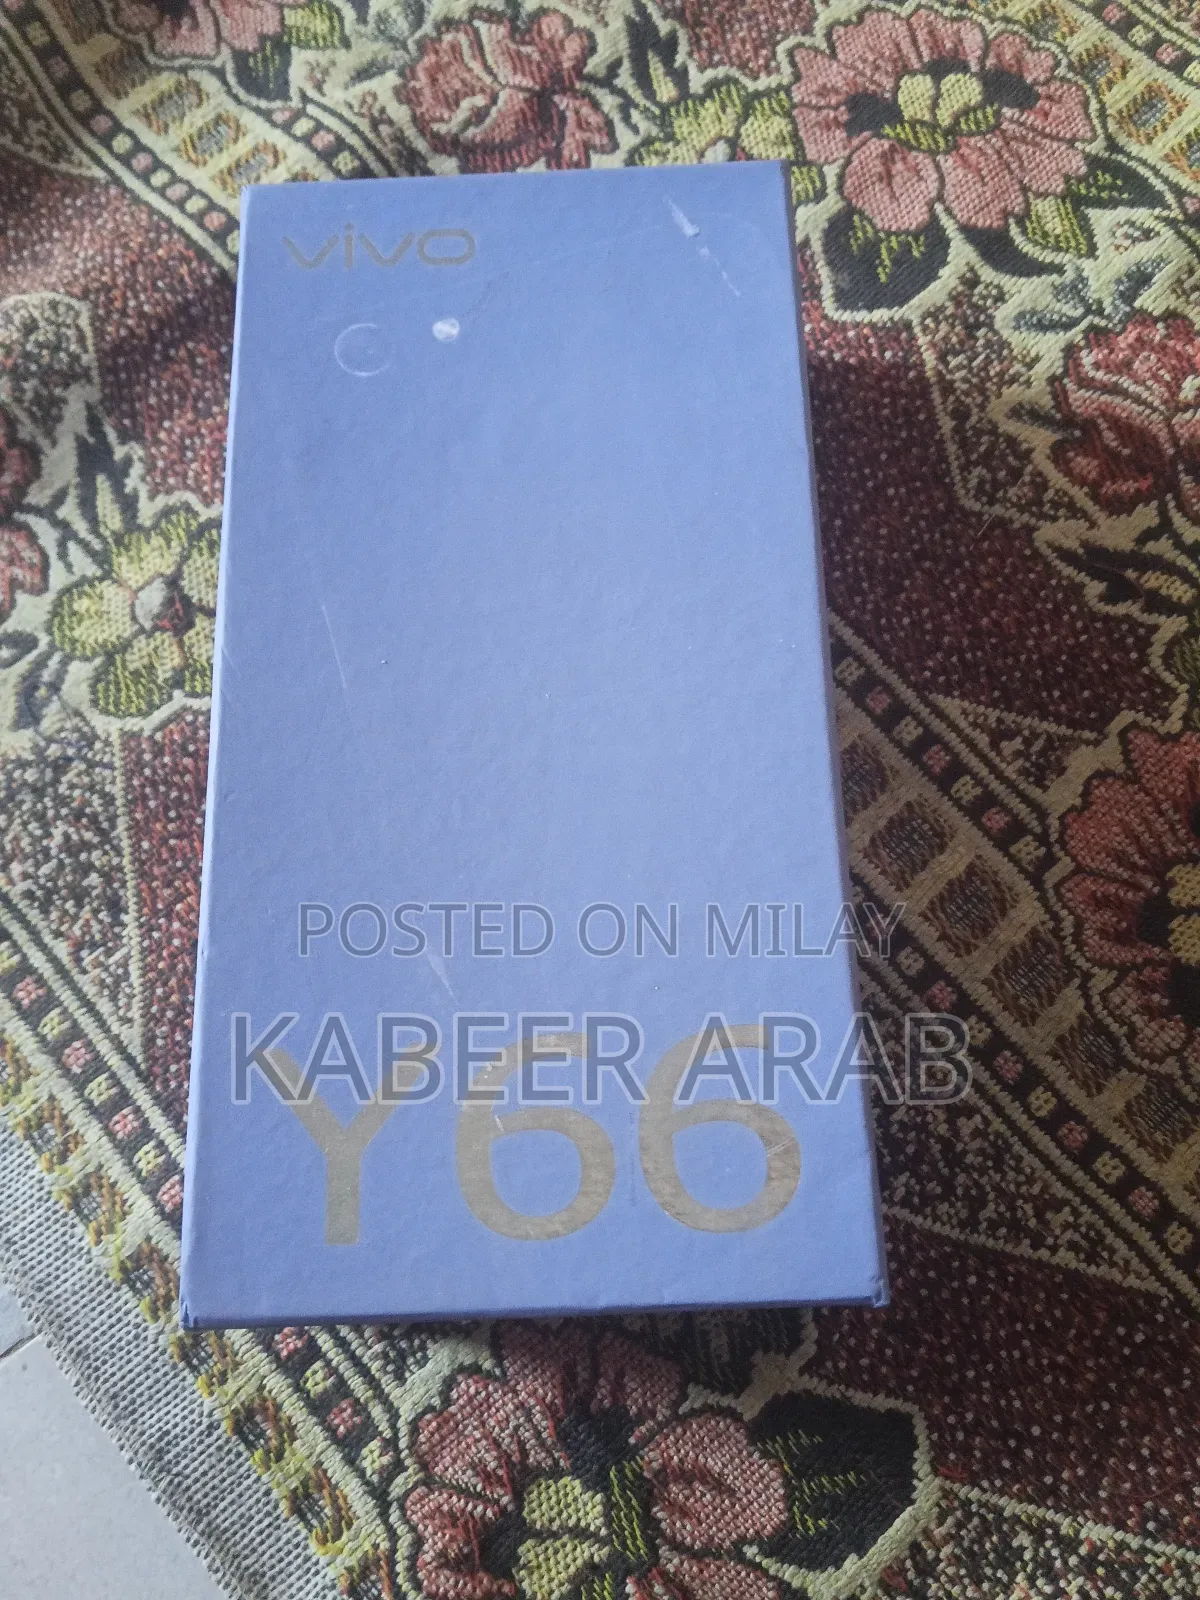 vivo
POSTED ON MILAY
KABEER ARAB
Y66